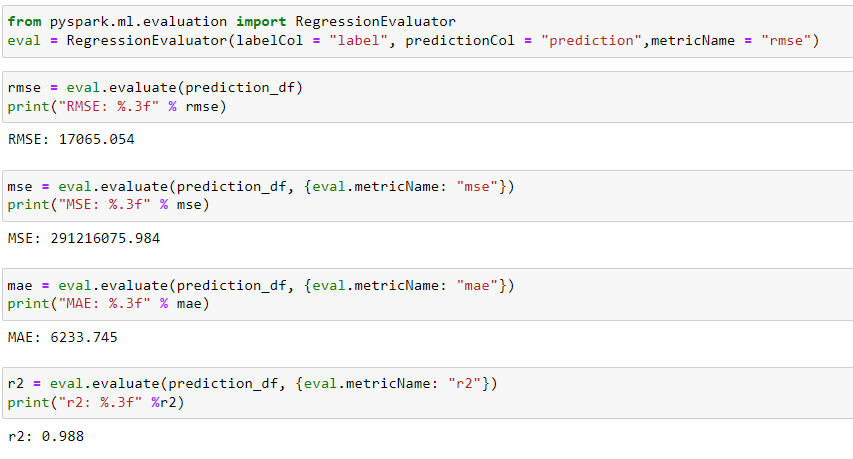 from pyspark.ml.evaluation import RegressionEvaluator
eval = RegressionEvaluator(labelCol = "label", predictionCol = "prediction",metricName = "rmse")
rmse = eval.evaluate(prediction_df)
print("RMSE: %.3f" % rmse)
RMSE: 17065.054
mse = eval.evaluate(prediction_df, {eval.metricName: "mse"})
print("MSE: %.3f" % mse)
MSE: 291216075.984
mae = eval.evaluate(prediction_df, {eval.metricName: "mae"})
print("MAE: %.3f" % mae)
MAE: 6233.745
r2 = eval.evaluate(prediction_df, {eval.metricName: "r2"})
print("r2: %.3f" %r2)
r2: 0.988